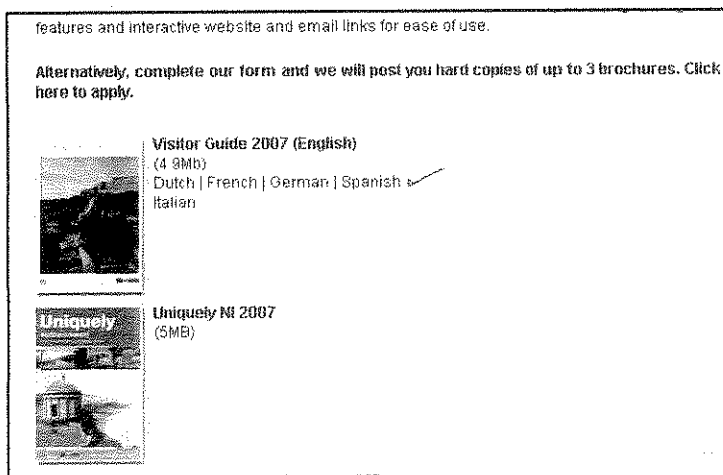 features and interactive website and email links for ease of use.
Alternatively, complete our form and we will post you hard copies of up to 3 brochures. Click
here to apply.
Visitor Guide 2007 (English)
(4.9Mb)
Dutch | French | German | Spanish
Italian
Uniquely
Uniquely NI 2007
(5MB)